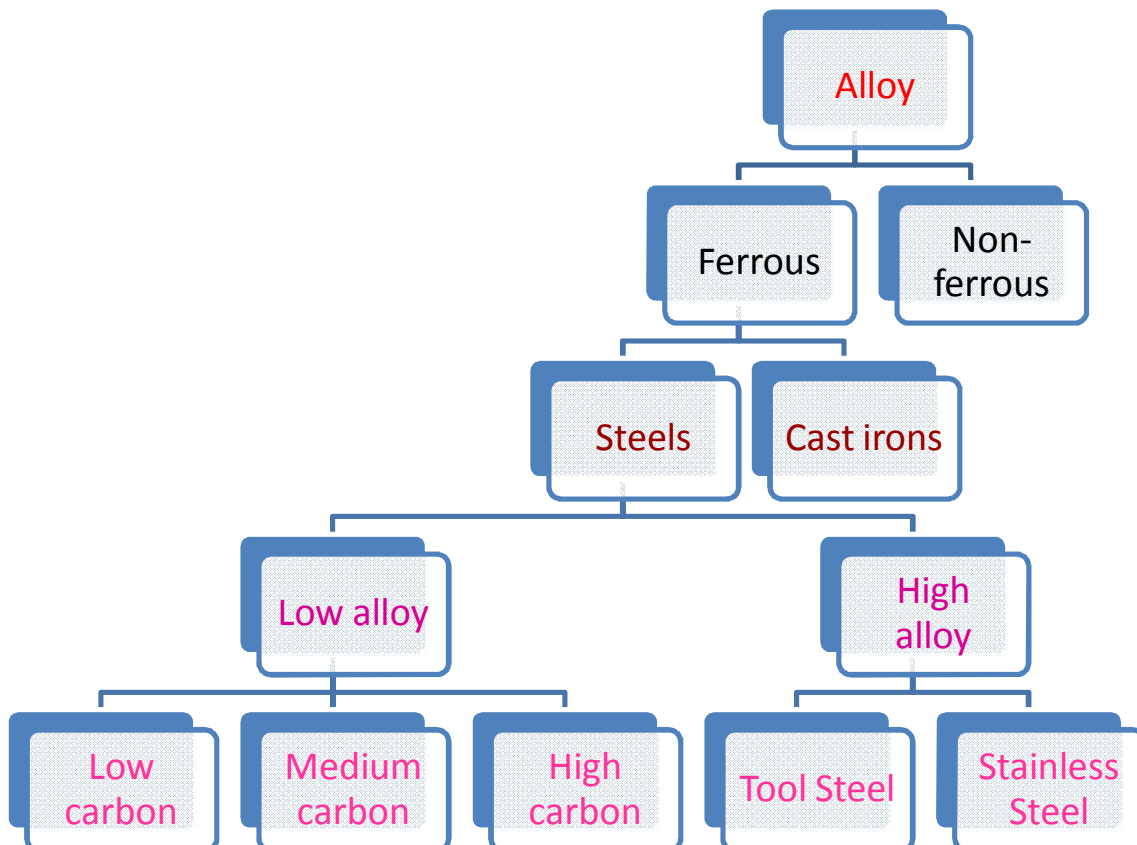 Alloy
Ferrous
Non-
ferrous
Steels
Cast irons
Low alloy
High
alloy
Low
carbon
Medium
carbon
High
carbon
Tool Steel
Stainless
Steel